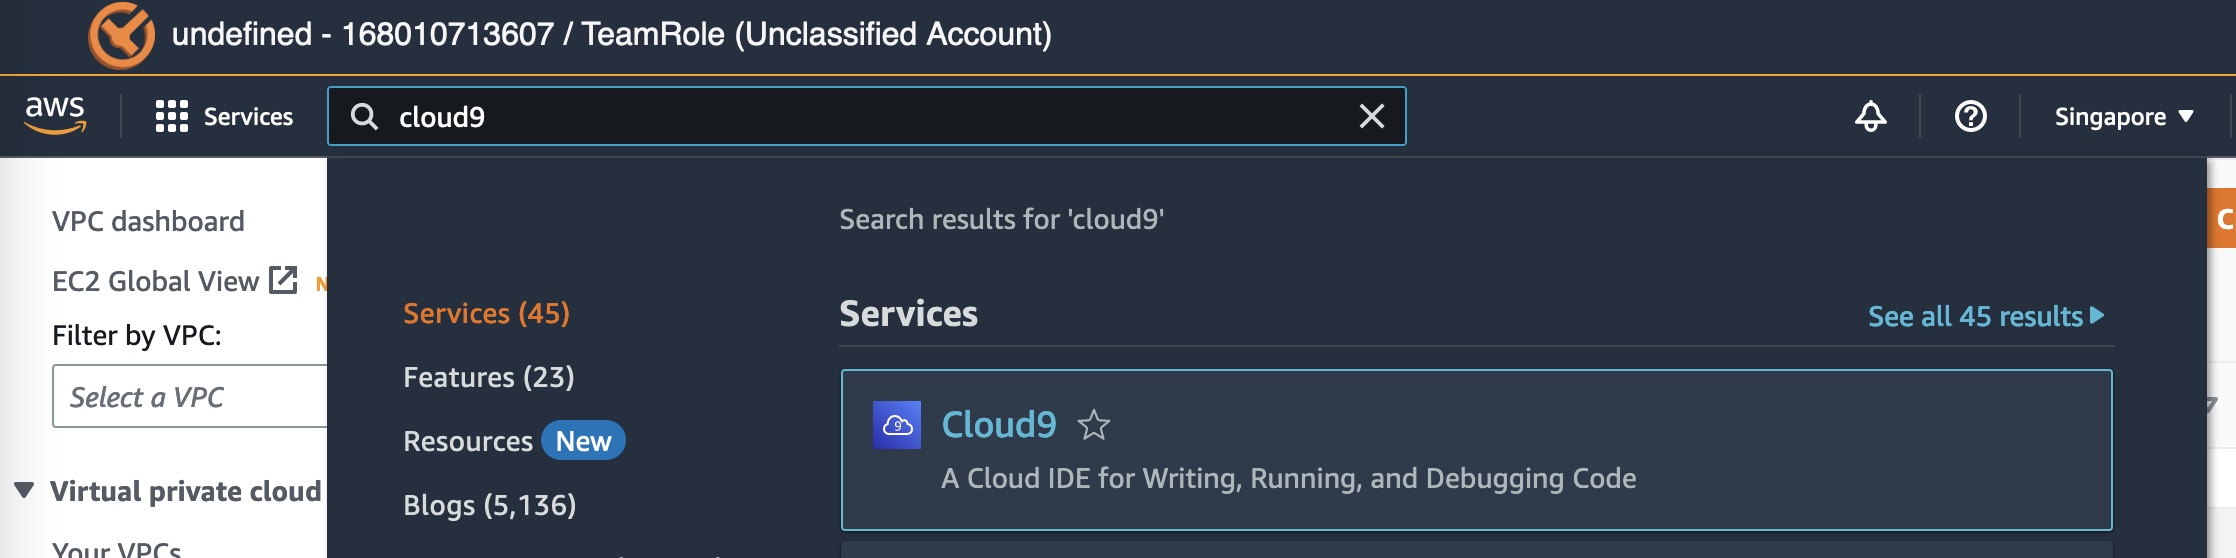 undefined - 168010713607 / TeamRole (Unclassified Account)
aws
Services
cloud9
Singapore
VPC dashboard
EC2 Global View
Filter by VPC:
Select a VPC
Virtual private cloud
Your VPCs
Search results for 'cloud9'
Services (45)
Features (23)
Resources New
Blogs (5,136)
Services
See all 45 results
9
Cloud9
A Cloud IDE for Writing, Running, and Debugging Code